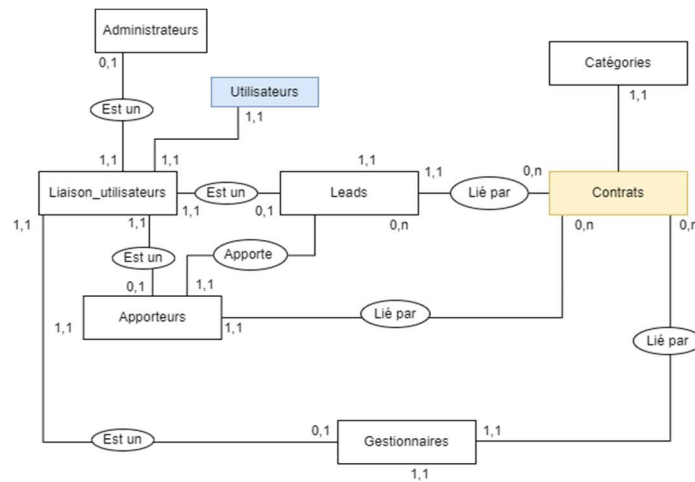 Administrateurs
0,1
Catégories
Utilisateurs
1,1
1,1
Est un
1,1
1,1
1,1
1,1
0,n
Liaison_utilisateurs
Est un
Leads
Lié par
Contrats
1,1
1,1
1,1
0,1
0,n
0,n
0,n
Est un
Apporte
0,1
1,1
1,1
Apporteurs
1,1
Lié par
Lié par
0,1
1,1
Est un
Gestionnaires
1,1